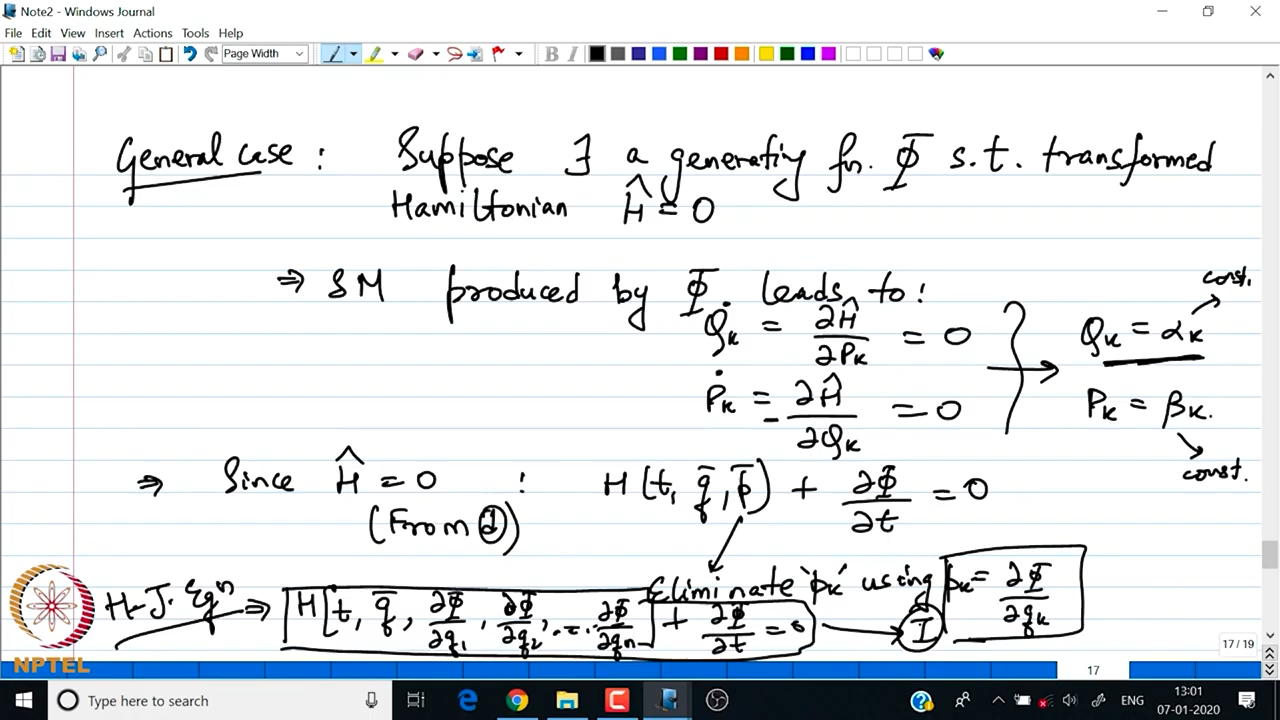 Note2 - Windows Journal
File Edit View Insert Actions Tools Help
Page Width
B I
General case : Suppose ∃ a generating fn. Φ s.t. transformed
Hamiltonian Ĥ = 0
⇒ SM produced by Φ leads to :
Q̇k = ∂Ĥ/∂Pk = 0
Ṗk = -∂Ĥ/∂Qk = 0
Qk = αk
const.
Pk = βk.
const.
⇒ Since Ĥ = 0 : H(t, q̄, p̄) + ∂Φ/∂t = 0
(From ②)
Eliminate 'pk' using pk = ∂Φ/∂qk
H-J. Eqn ⇒ H[t, q̄, ∂Φ/∂q1, ∂Φ/∂q2, ... ∂Φ/∂qn] + ∂Φ/∂t = 0 → I
NPTEL
17 / 19
17
Type here to search
ENG
13:01
07-01-2020